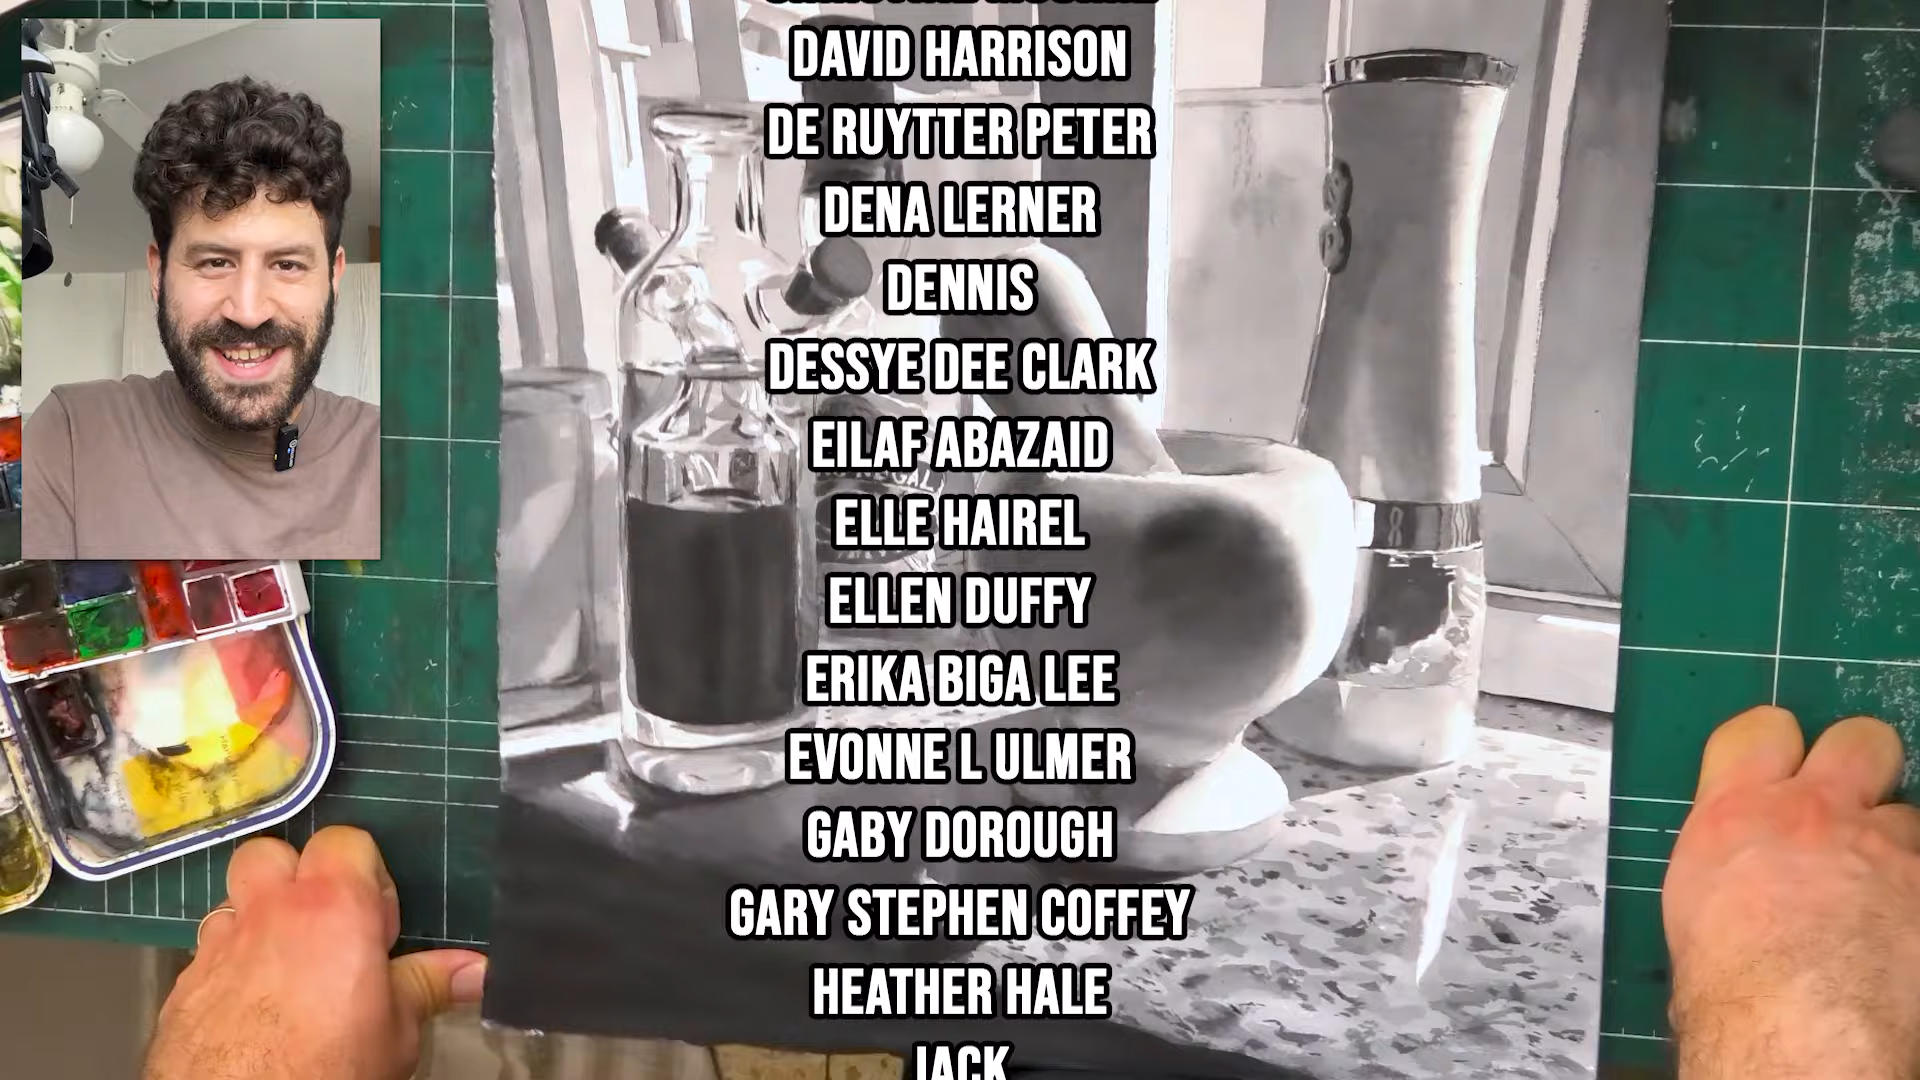 DAVID HARRISON
DE RUYTTER PETER
DENA LERNER
DENNIS
DESSYE DEE CLARK
EILAF ABAZAID
ELLE HAIREL
ELLEN DUFFY
ERIKA BIGA LEE
EVONNE L ULMER
GABY DOROUGH
GARY STEPHEN COFFEY
HEATHER HALE
JACK